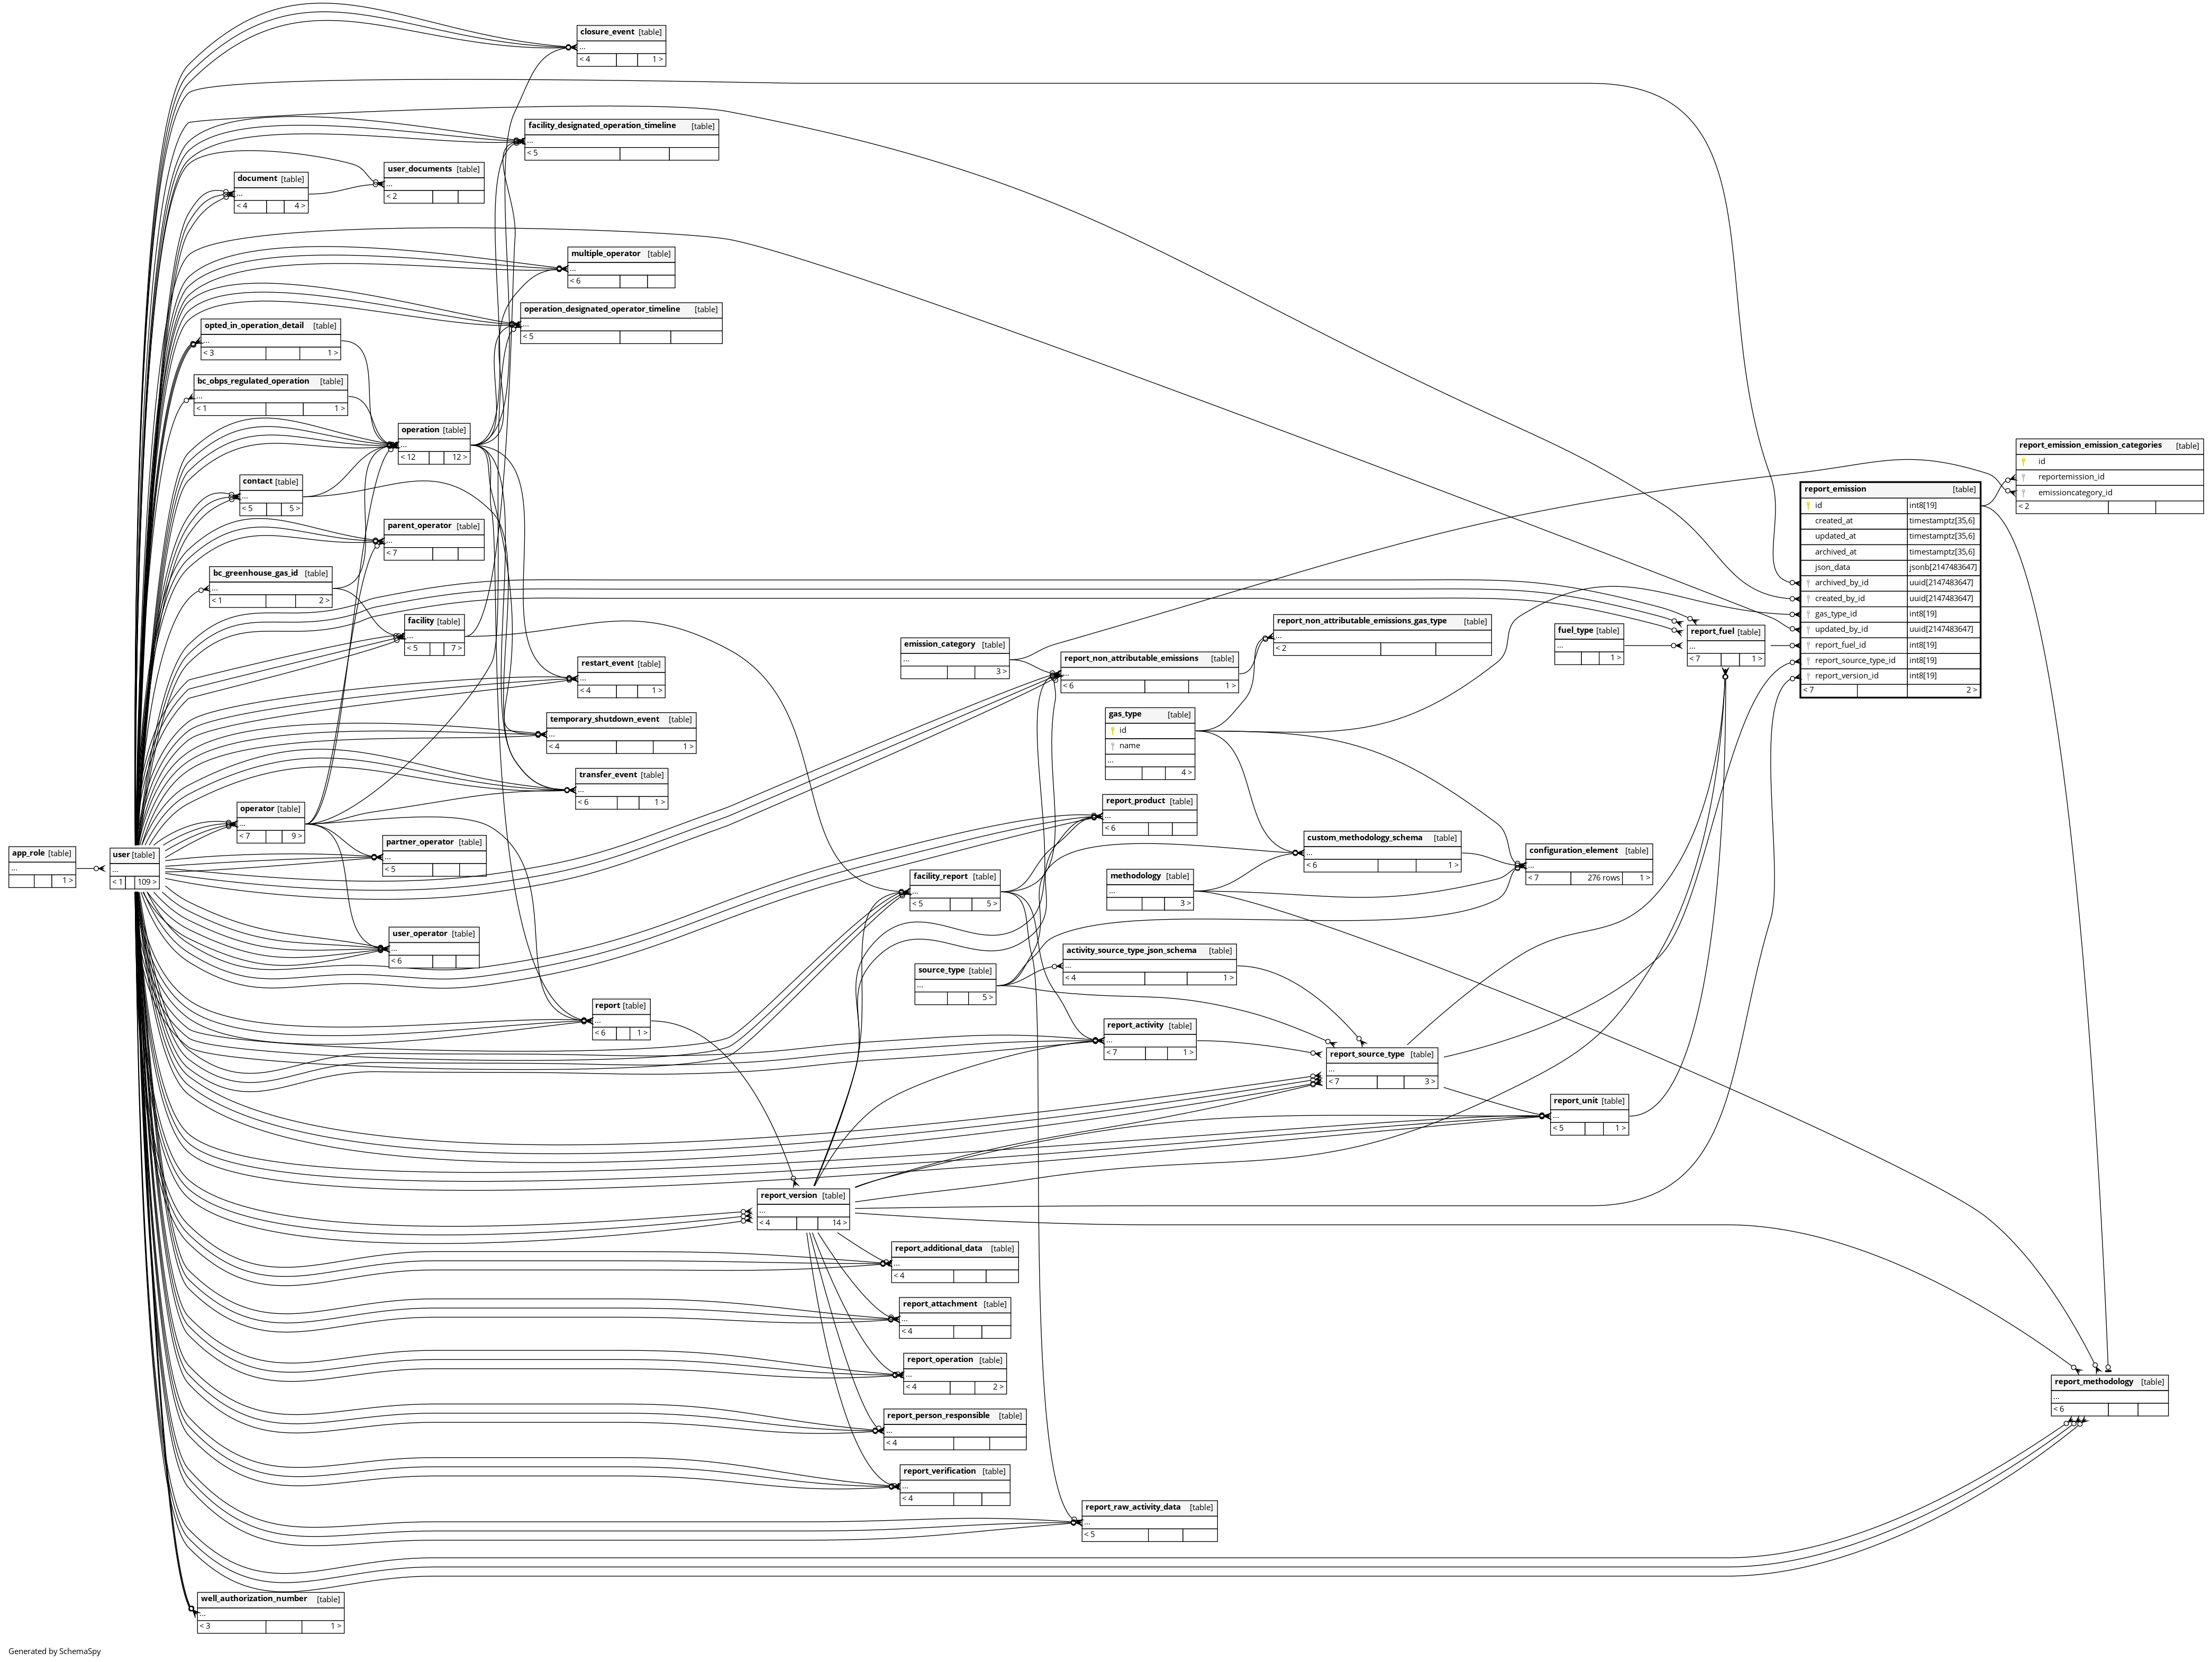 closure_event [table]
...
< 4 1 >
facility_designated_operation_timeline [table]
...
< 5
user_documents [table]
...
< 2
document [table]
...
< 4 4 >
multiple_operator [table]
...
< 6
operation_designated_operator_timeline [table]
...
< 5
opted_in_operation_detail [table]
...
< 3 1 >
bc_obps_regulated_operation [table]
...
< 1 1 >
operation [table]
...
< 12 12 >
contact [table]
...
< 5 5 >
parent_operator [table]
...
< 7
bc_greenhouse_gas_id [table]
...
< 1 2 >
facility [table]
...
< 5 7 >
restart_event [table]
...
< 4 1 >
temporary_shutdown_event [table]
...
< 4 1 >
transfer_event [table]
...
< 6 1 >
operator [table]
...
< 7 9 >
partner_operator [table]
...
< 5
app_role [table]
...
1 >
user [table]
...
< 1 109 >
user_operator [table]
...
< 6
report [table]
...
< 6 1 >
report_emission_emission_categories [table]
id
reportemission_id
emissioncategory_id
< 2
report_emission [table]
id int8[19]
created_at timestamptz[35,6]
updated_at timestamptz[35,6]
archived_at timestamptz[35,6]
json_data jsonb[2147483647]
archived_by_id uuid[2147483647]
created_by_id uuid[2147483647]
gas_type_id int8[19]
updated_by_id uuid[2147483647]
report_fuel_id int8[19]
report_source_type_id int8[19]
report_version_id int8[19]
< 7 2 >
report_non_attributable_emissions_gas_type [table]
...
< 2
fuel_type [table]
...
1 >
report_fuel [table]
...
< 7 1 >
emission_category [table]
...
3 >
report_non_attributable_emissions [table]
...
< 6 1 >
gas_type [table]
id
name
...
4 >
report_product [table]
...
< 6
custom_methodology_schema [table]
...
< 6 1 >
configuration_element [table]
...
< 7 276 rows 1 >
methodology [table]
...
3 >
facility_report [table]
...
< 5 5 >
activity_source_type_json_schema [table]
...
< 4 1 >
source_type [table]
...
5 >
report_activity [table]
...
< 7 1 >
report_source_type [table]
...
< 7 3 >
report_unit [table]
...
< 5 1 >
report_version [table]
...
< 4 14 >
report_additional_data [table]
...
< 4
report_attachment [table]
...
< 4
report_operation [table]
...
< 4 2 >
report_methodology [table]
...
< 6
report_person_responsible [table]
...
< 4
report_verification [table]
...
< 4
report_raw_activity_data [table]
...
< 5
well_authorization_number [table]
...
< 3 1 >
Generated by SchemaSpy